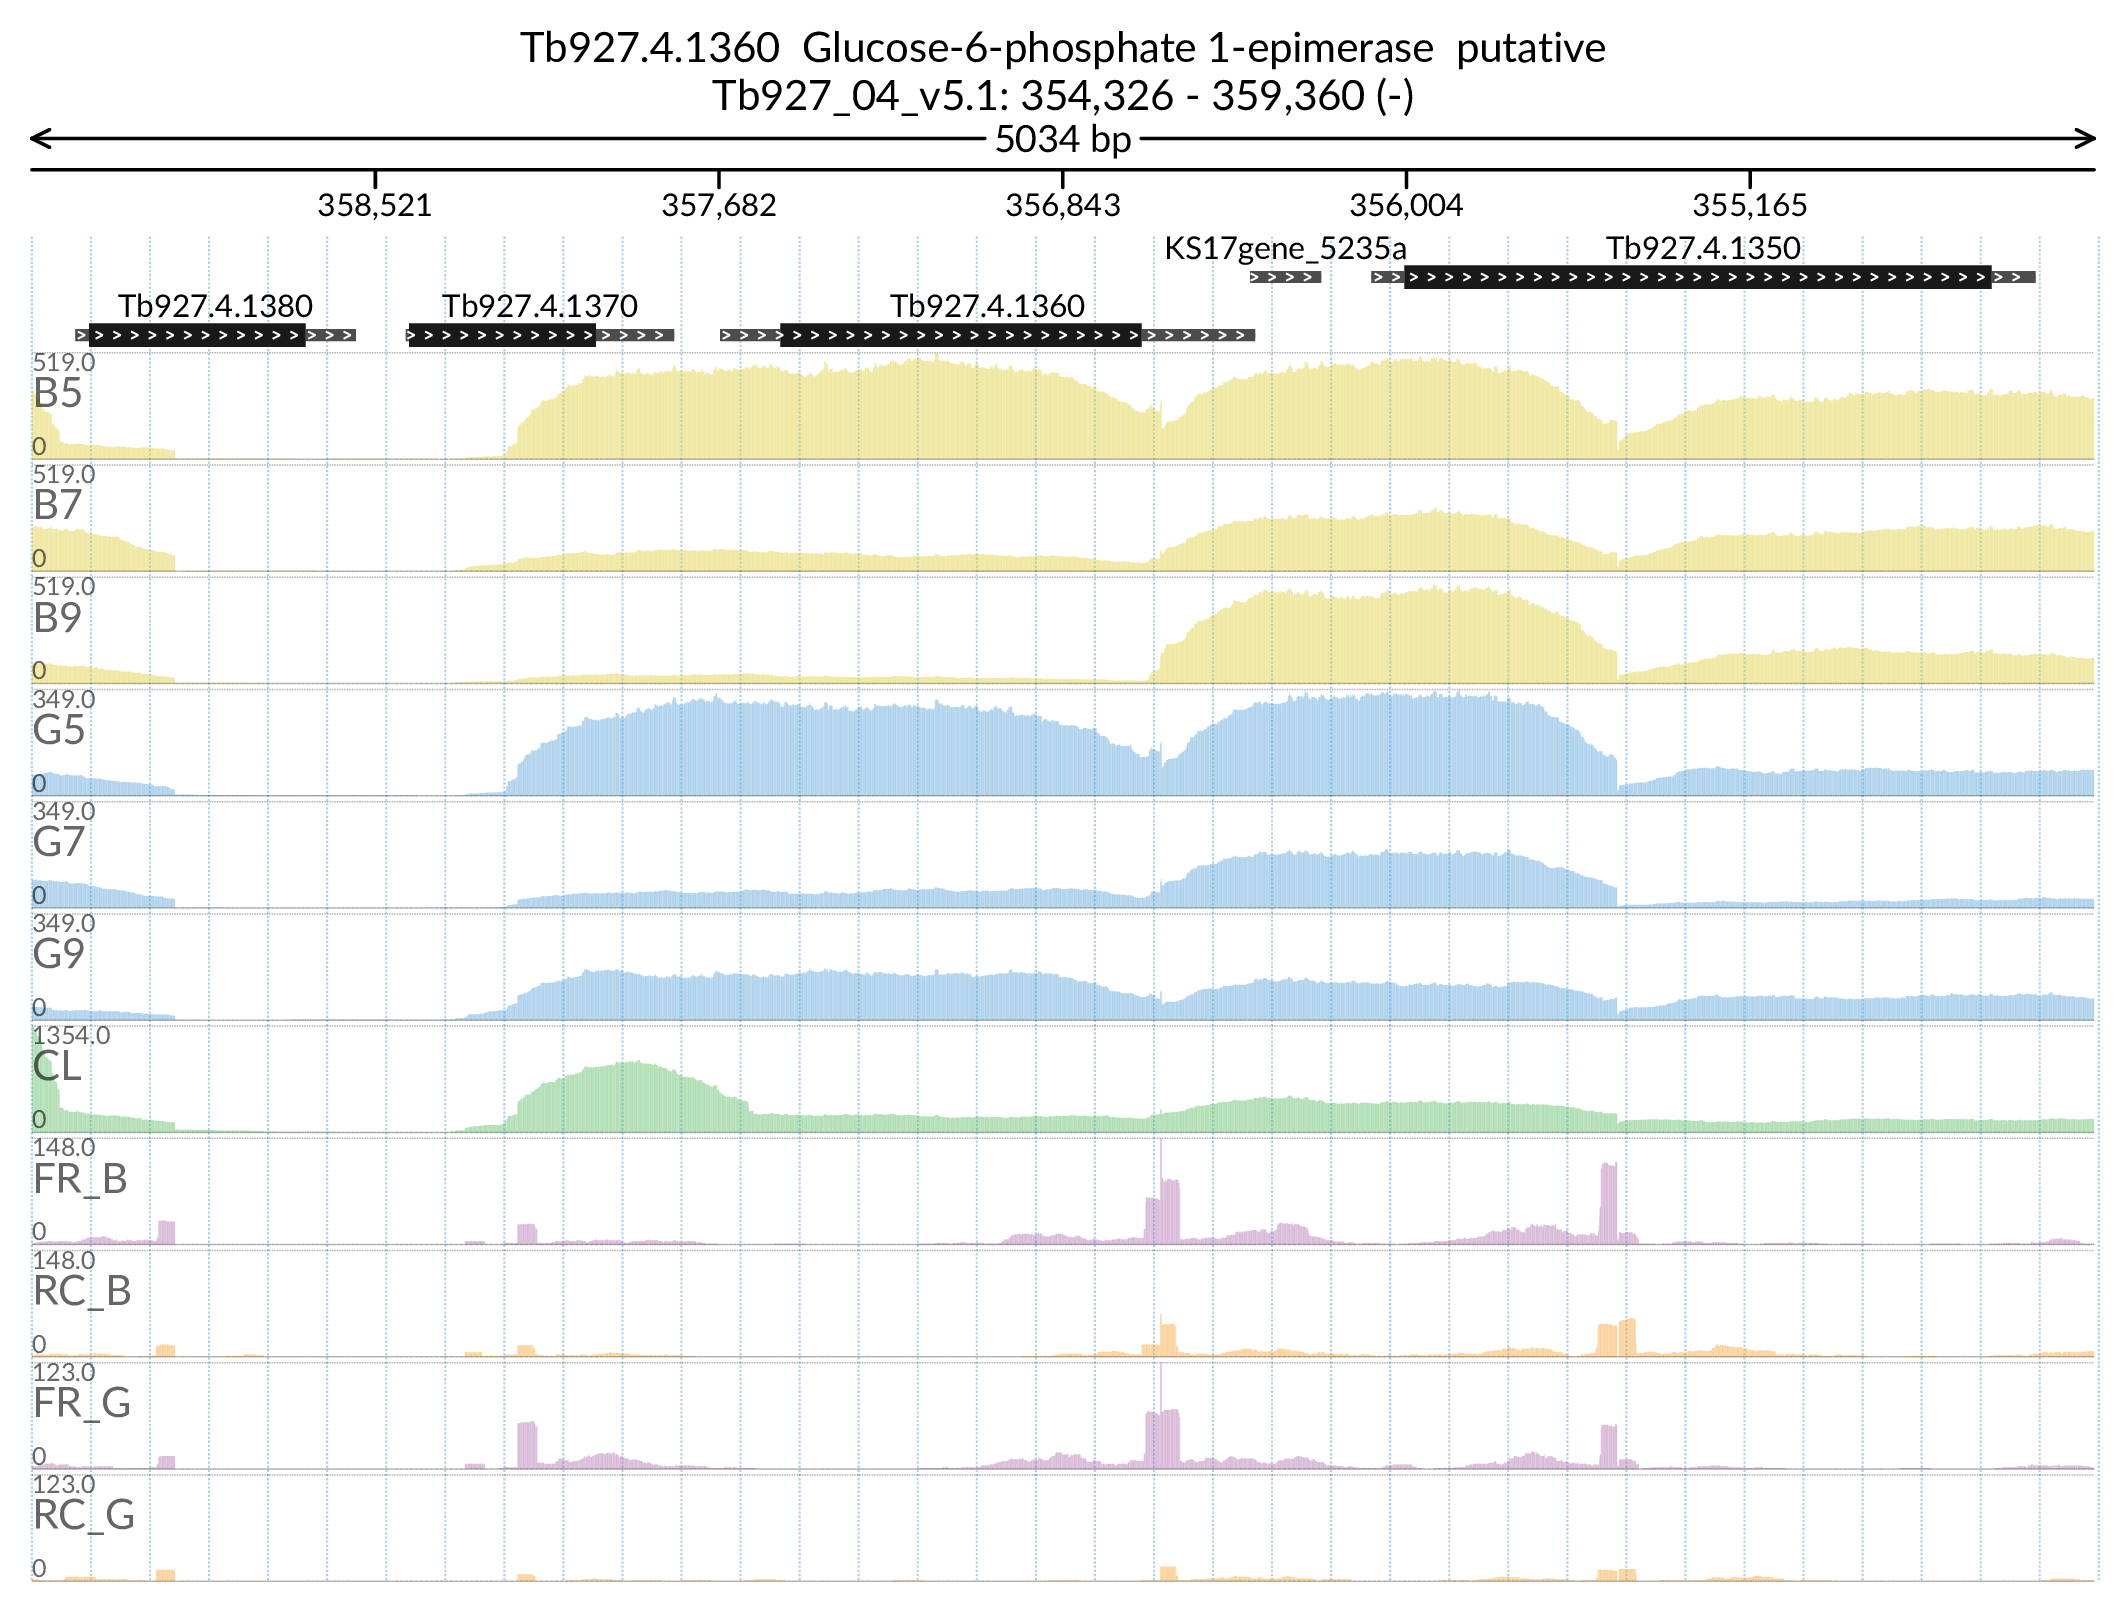 Tb927.4.1360  Glucose-6-phosphate 1-epimerase  putative
Tb927_04_v5.1: 354,326 - 359,360 (-)
5034 bp
358,521 357,682 356,843 356,004 355,165
KS17gene_5235a Tb927.4.1350
Tb927.4.1380 Tb927.4.1370 Tb927.4.1360
519.0
B5
0
519.0
B7
0
519.0
B9
0
349.0
G5
0
349.0
G7
0
349.0
G9
0
1354.0
CL
0
148.0
FR_B
0
148.0
RC_B
0
123.0
FR_G
0
123.0
RC_G
0